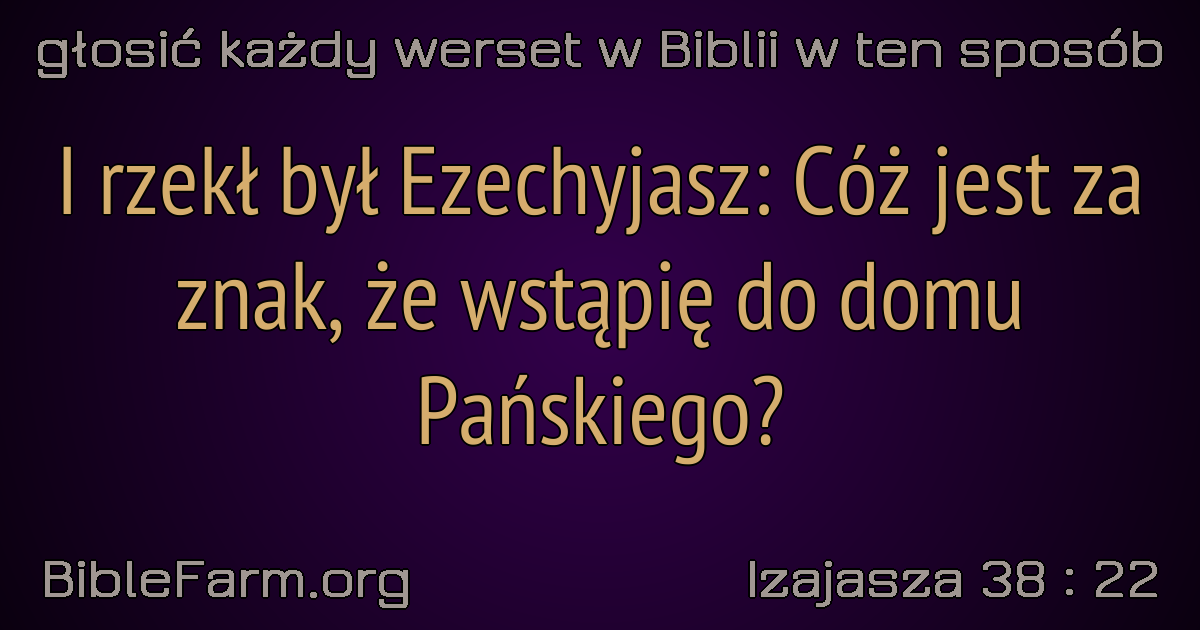 głosić każdy werset w Biblii w ten sposób
I rzekł był Ezechyjasz: Cóż jest za
znak, że wstąpię do domu
Pańskiego?
BibleFarm.org
Izajasza 38 : 22